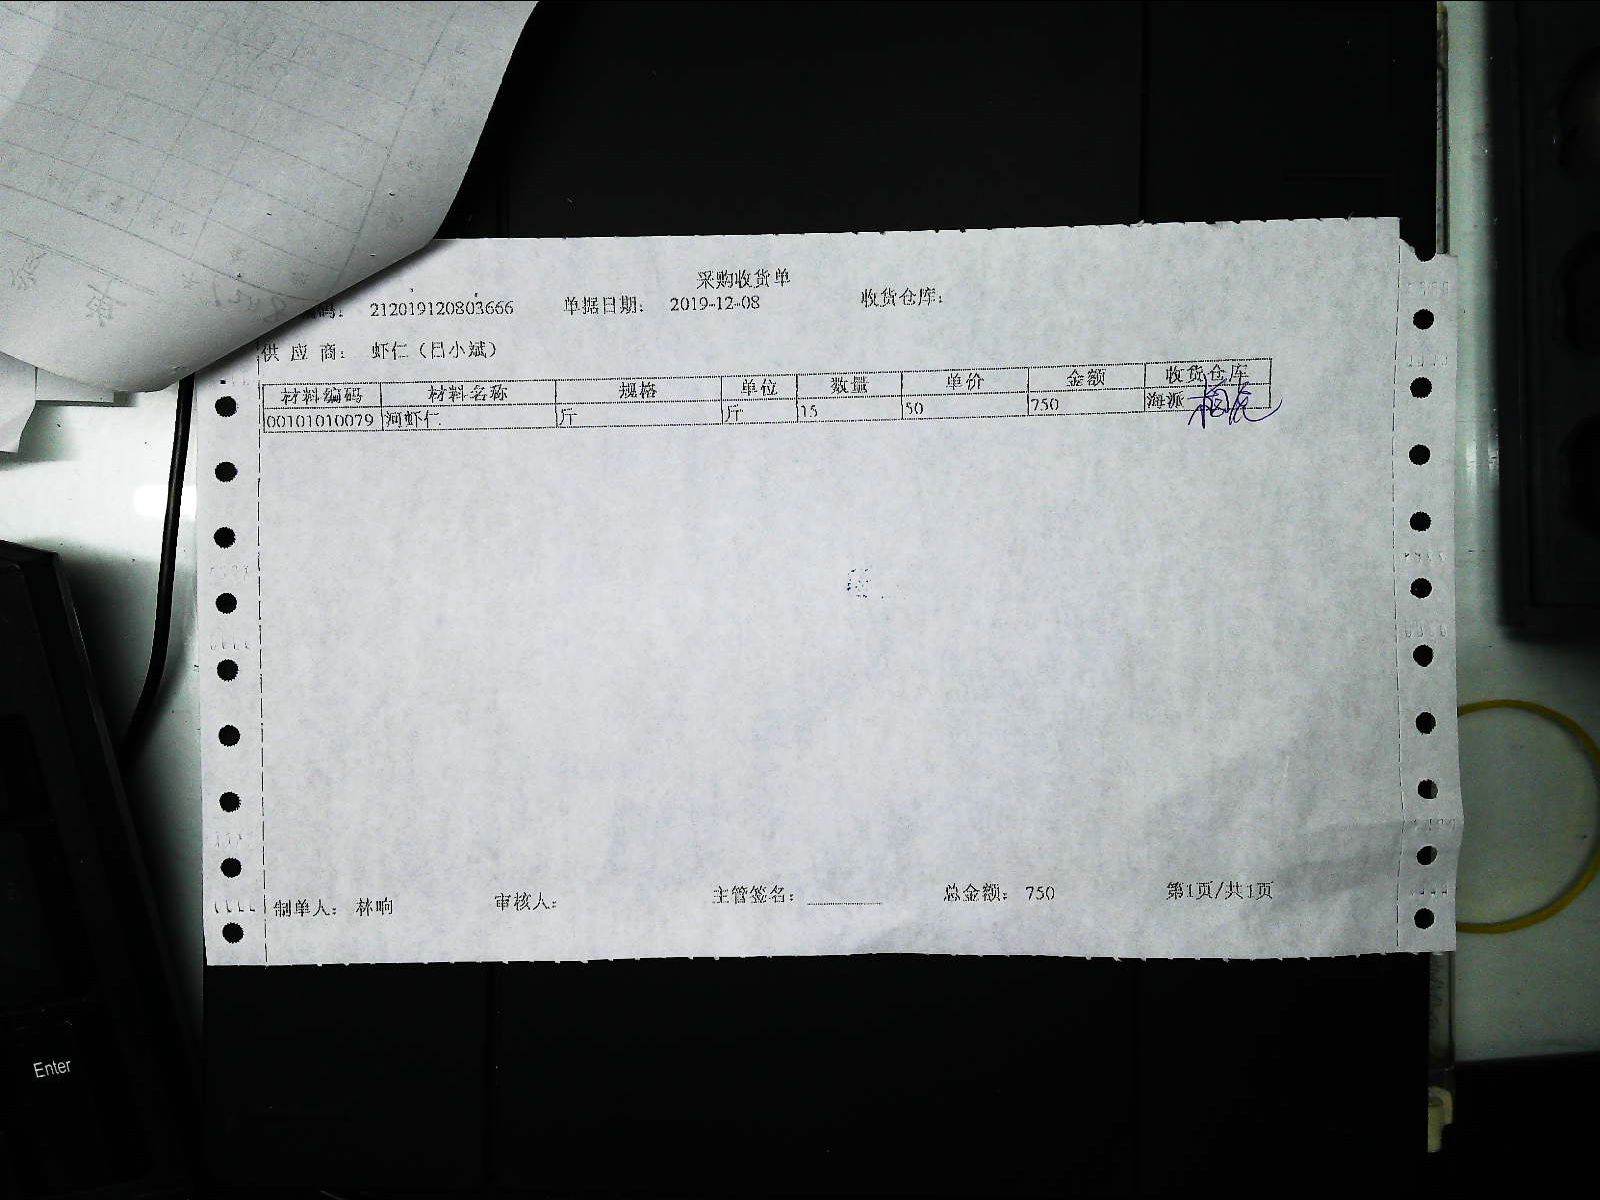 采购收货单
码： 212019120803666 单据日期： 2019-12-08 收货仓库：
供 应 商： 虾仁（吕小斌）
材料编码 材料名称 规格 单位 数量 单价 金额 收货仓库
00101010079 河虾仁 斤 斤 15 50 750 海派
制单人： 林响 审核人： 主管签名： 总金额： 750 第1页/共1页
Enter